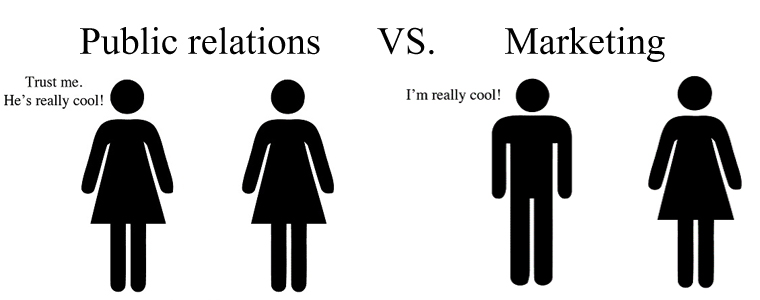 Public relations VS. Marketing
Trust me.
He's really cool!
I'm really cool!